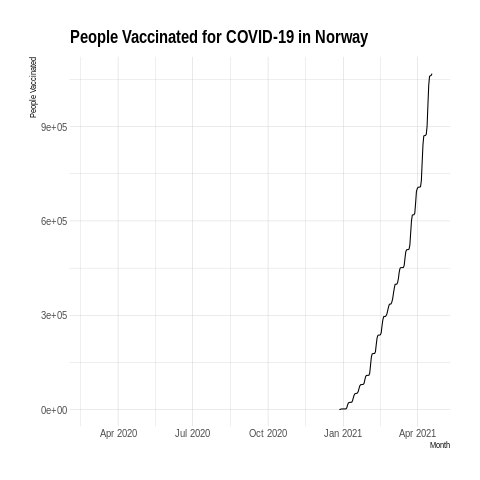 People Vaccinated for COVID-19 in Norway
People Vaccinated
9e+05
6e+05
3e+05
0e+00
Apr 2020 Jul 2020 Oct 2020 Jan 2021 Apr 2021
Month